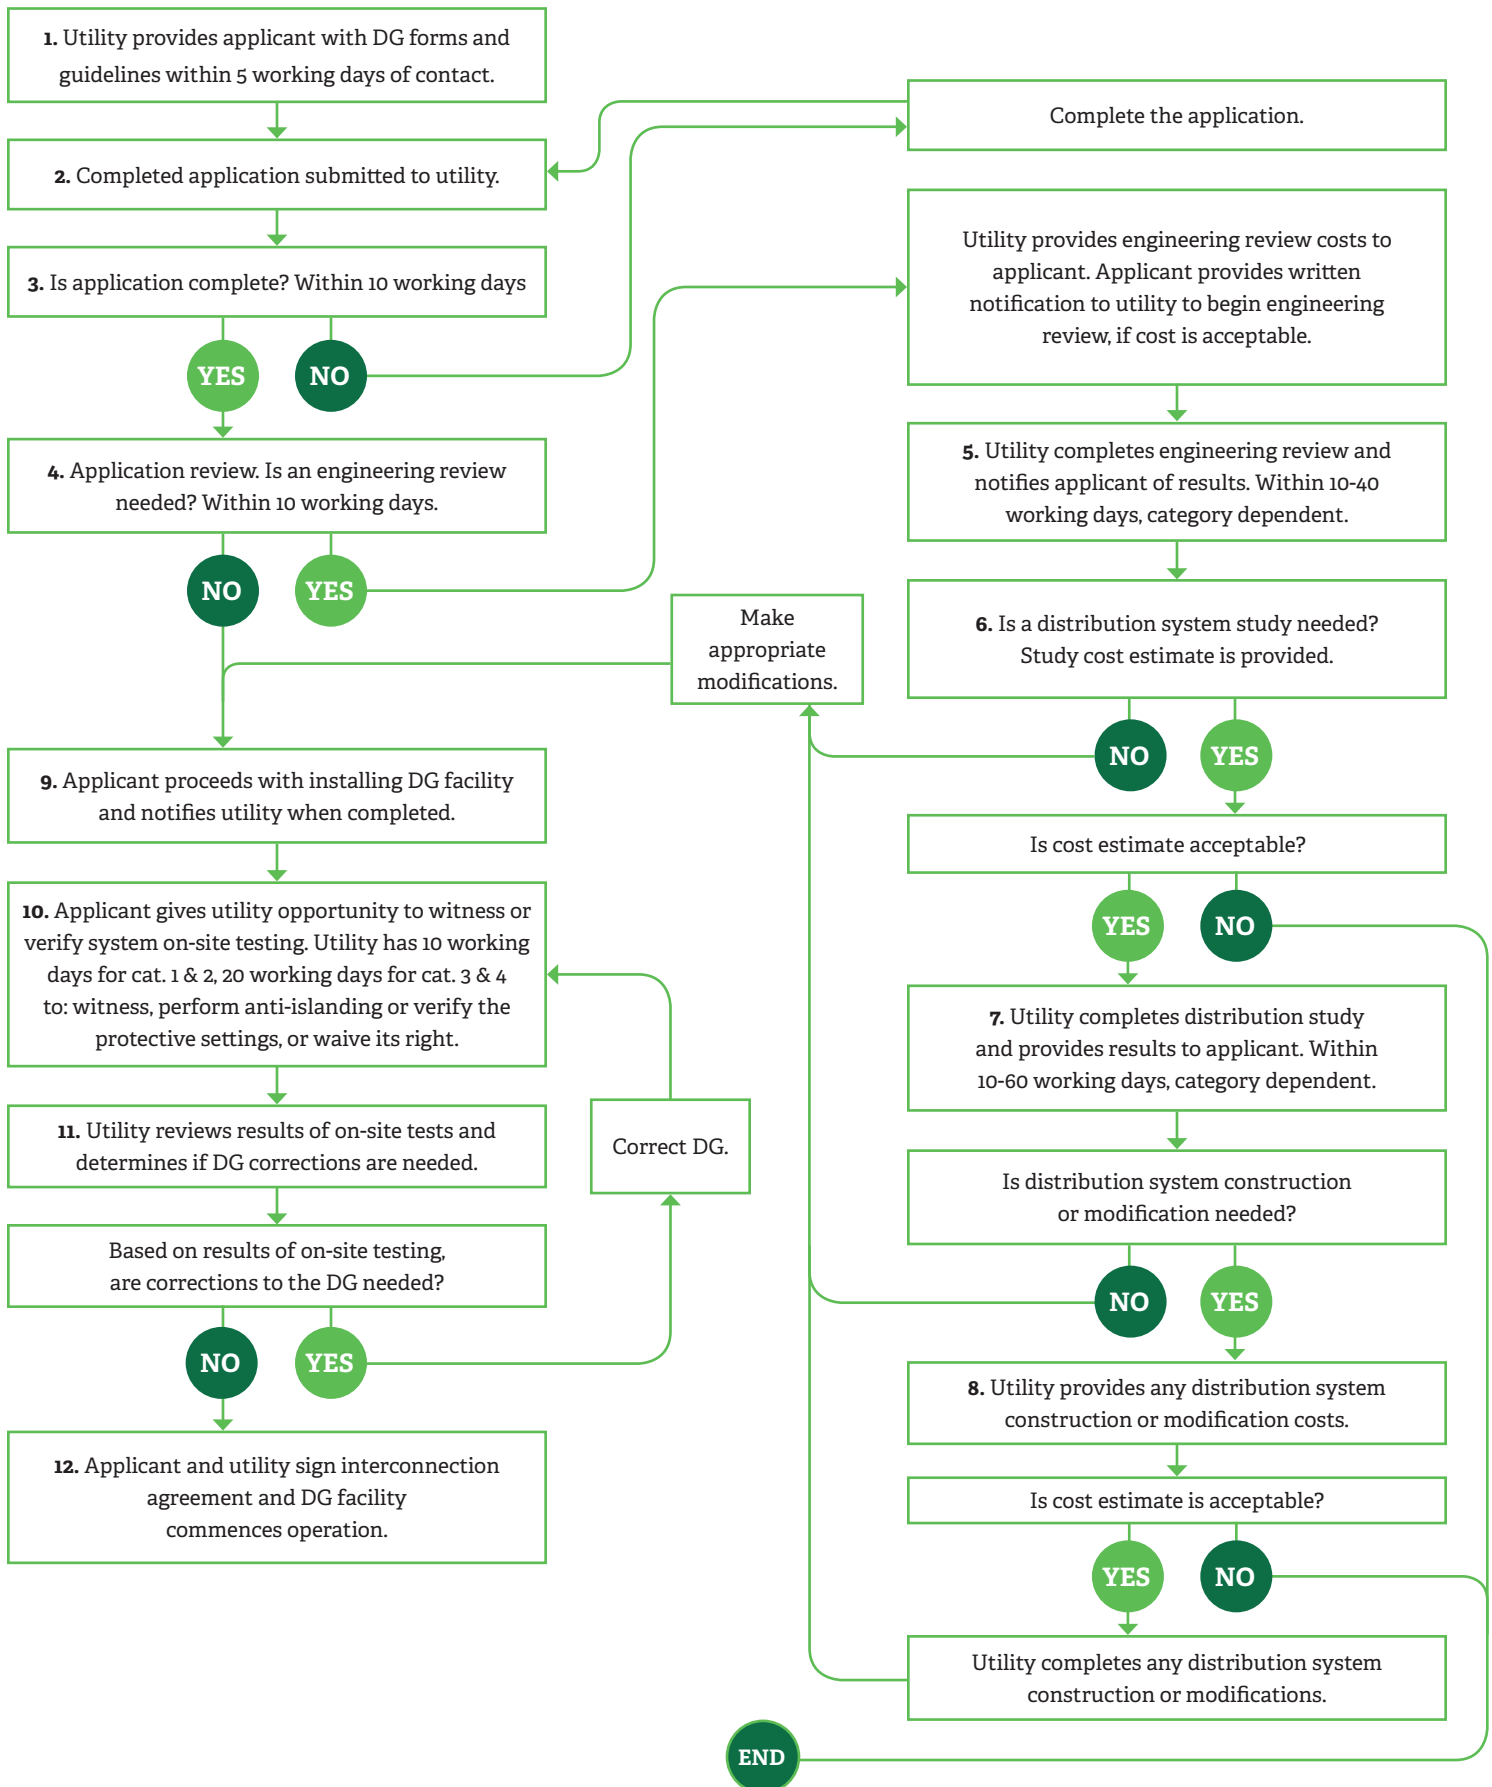 1. Utility provides applicant with DG forms and
guidelines within 5 working days of contact.
2. Completed application submitted to utility.
3. Is application complete? Within 10 working days
YES
NO
Complete the application.
4. Application review. Is an engineering review
needed? Within 10 working days.
NO
YES
Utility provides engineering review costs to
applicant. Applicant provides written
notification to utility to begin engineering
review, if cost is acceptable.
5. Utility completes engineering review and
notifies applicant of results. Within 10-40
working days, category dependent.
6. Is a distribution system study needed?
Study cost estimate is provided.
NO
YES
Make
appropriate
modifications.
Is cost estimate acceptable?
YES
NO
7. Utility completes distribution study
and provides results to applicant. Within
10-60 working days, category dependent.
Is distribution system construction
or modification needed?
NO
YES
8. Utility provides any distribution system
construction or modification costs.
Is cost estimate is acceptable?
YES
NO
Utility completes any distribution system
construction or modifications.
END
9. Applicant proceeds with installing DG facility
and notifies utility when completed.
10. Applicant gives utility opportunity to witness or
verify system on-site testing. Utility has 10 working
days for cat. 1 & 2, 20 working days for cat. 3 & 4
to: witness, perform anti-islanding or verify the
protective settings, or waive its right.
11. Utility reviews results of on-site tests and
determines if DG corrections are needed.
Based on results of on-site testing,
are corrections to the DG needed?
NO
YES
Correct DG.
12. Applicant and utility sign interconnection
agreement and DG facility
commences operation.